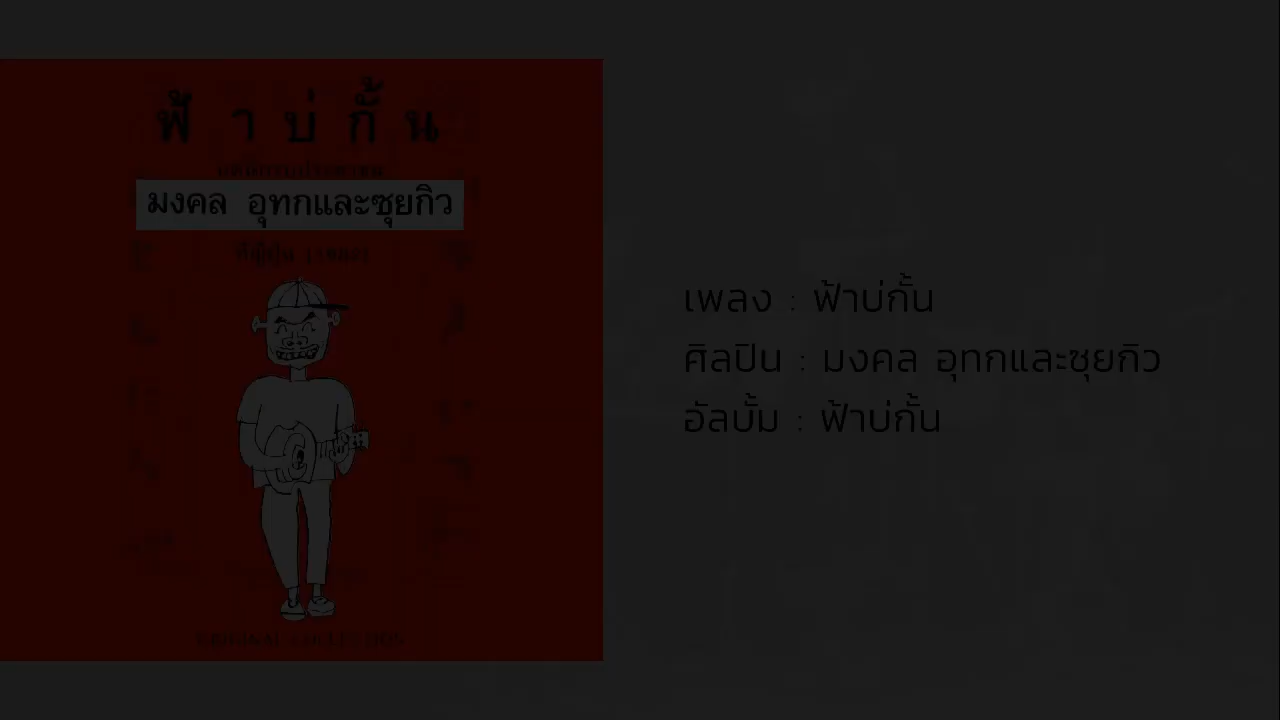 ฟ้าบ่กั้น
มงคล อุทกและซุยกิว
เพลง : ฟ้าบ่กั้น
ศิลปิน : มงคล อุทกและซุยกิว
อัลบั้ม : ฟ้าบ่กั้น